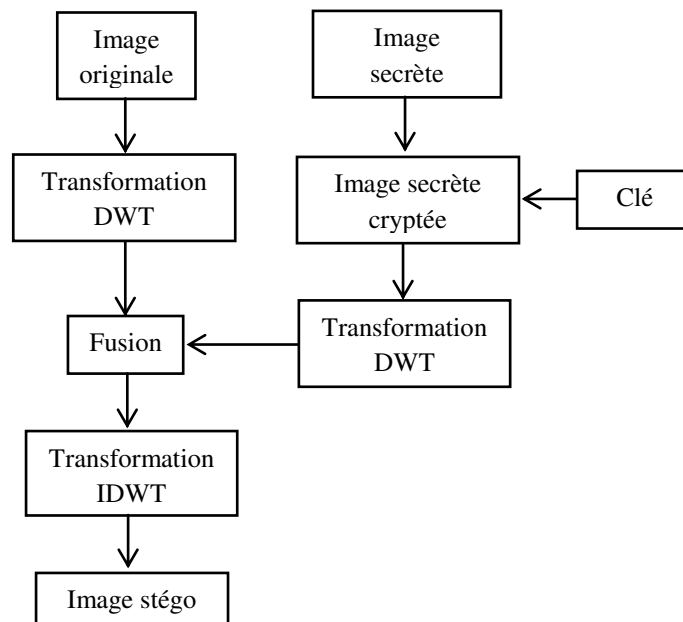 Image
originale
Image
secrète
Transformation
DWT
Image secrète
cryptée
Clé
Fusion
Transformation
DWT
Transformation
IDWT
Image stégo